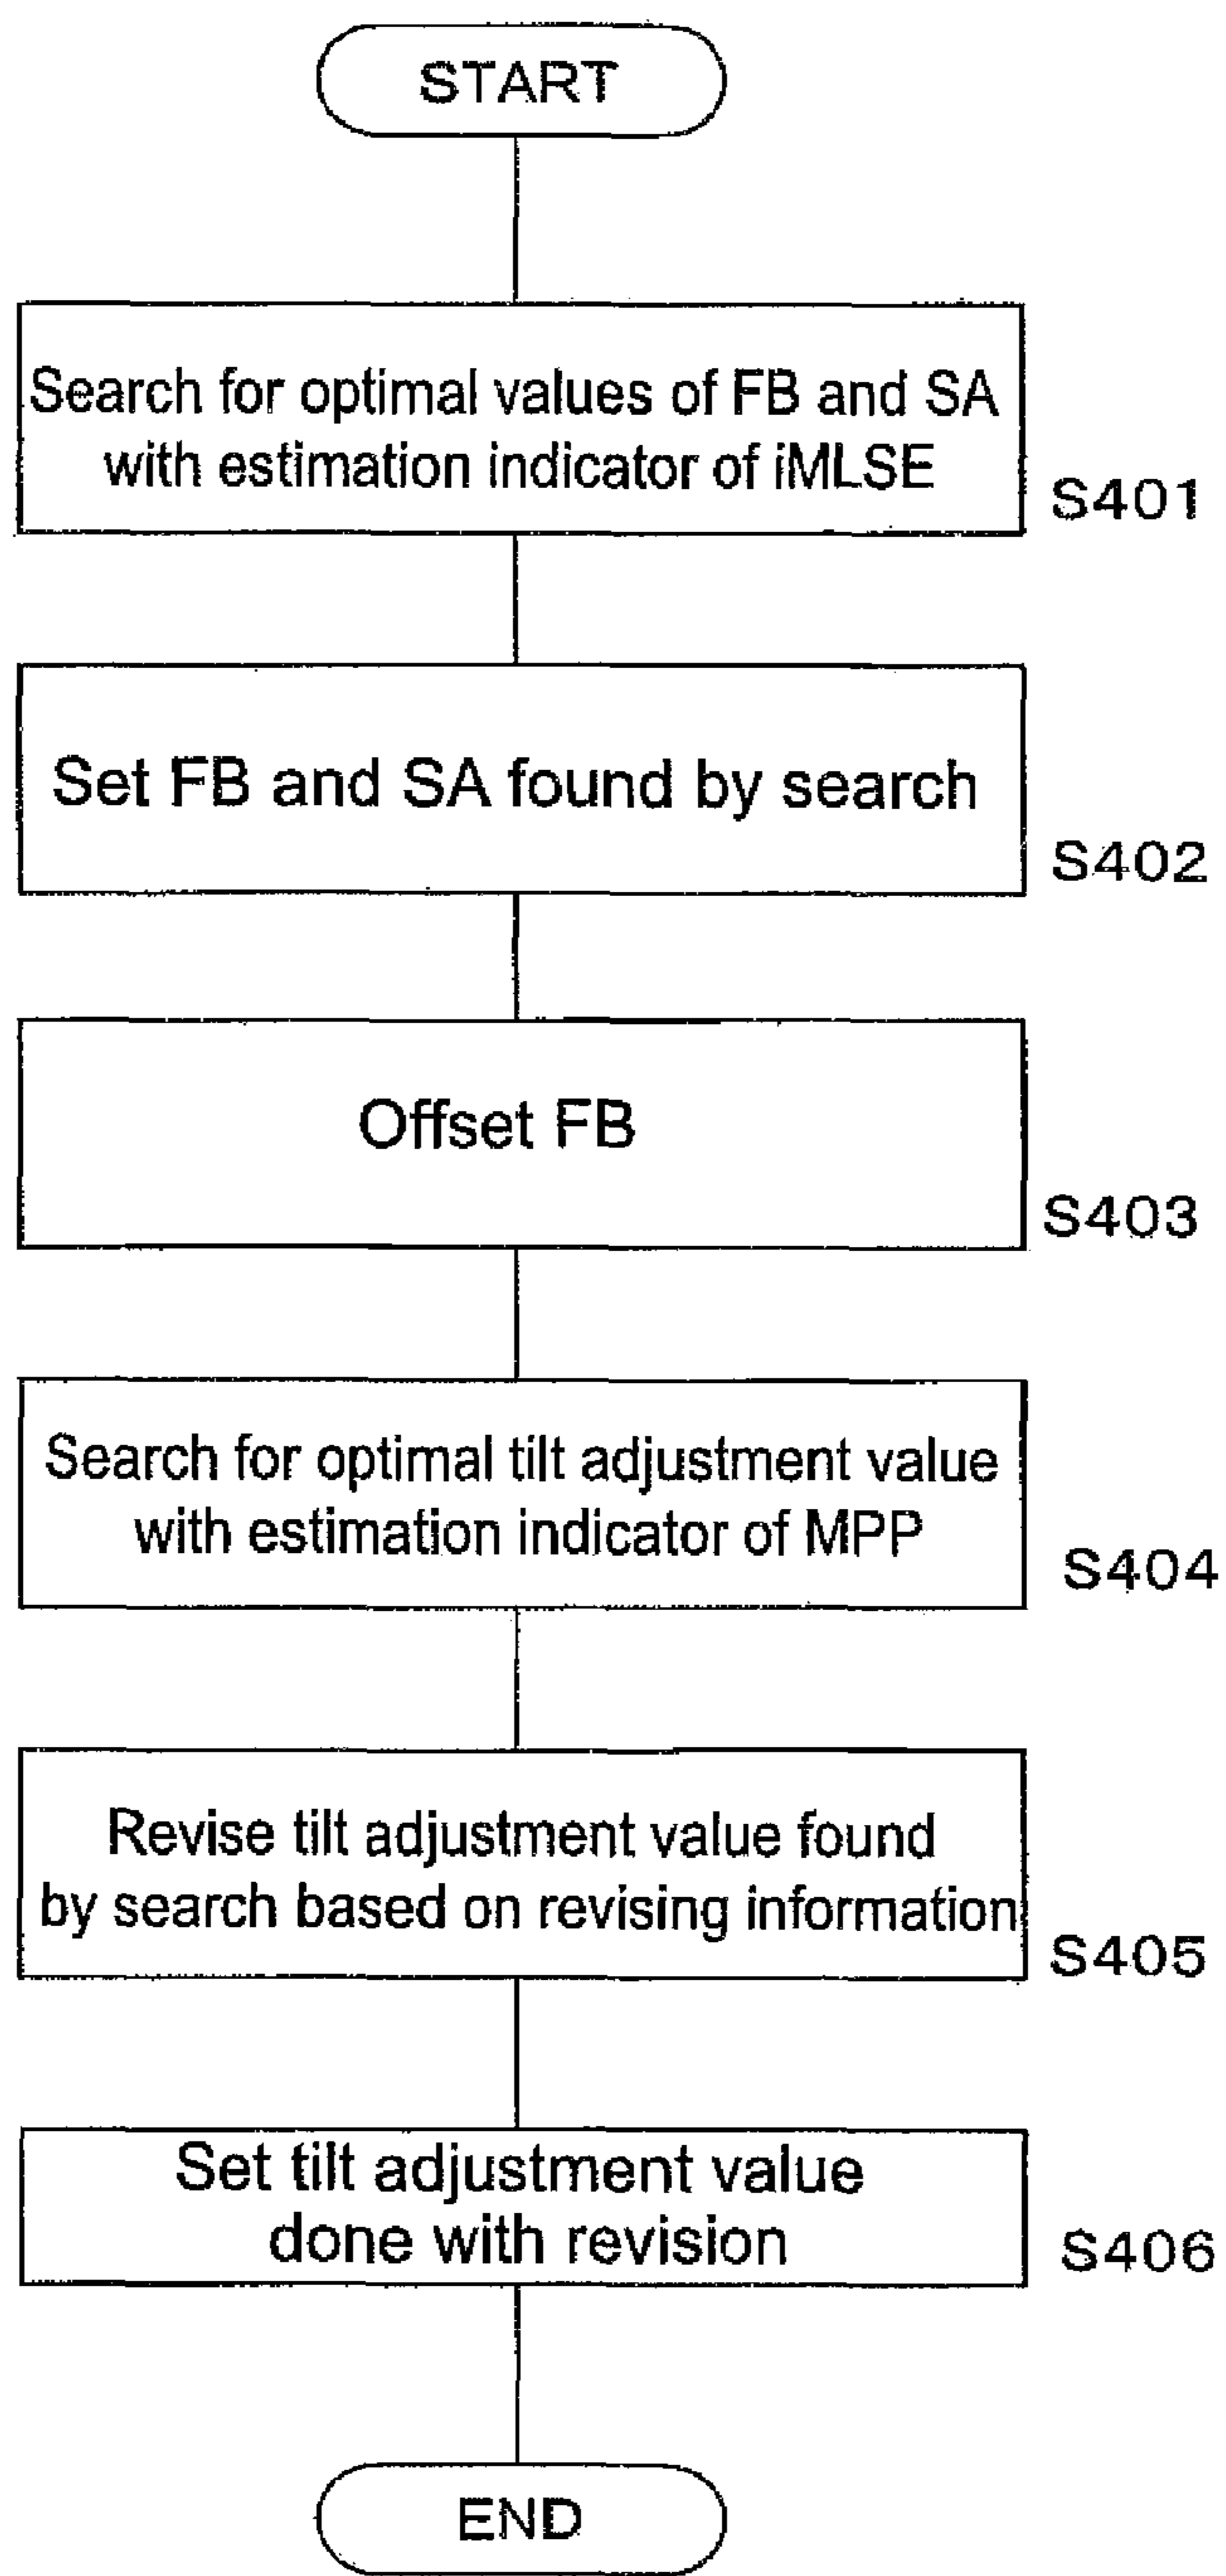 START
Search for optimal values of FB and SA
with estimation indicator of iMLSE
S401
Set FB and SA found by search
S402
Offset FB
S403
Search for optimal tilt adjustment value
with estimation indicator of MPP
S404
Revise tilt adjustment value found
by search based on revising information
S405
Set tilt adjustment value
done with revision
S406
END